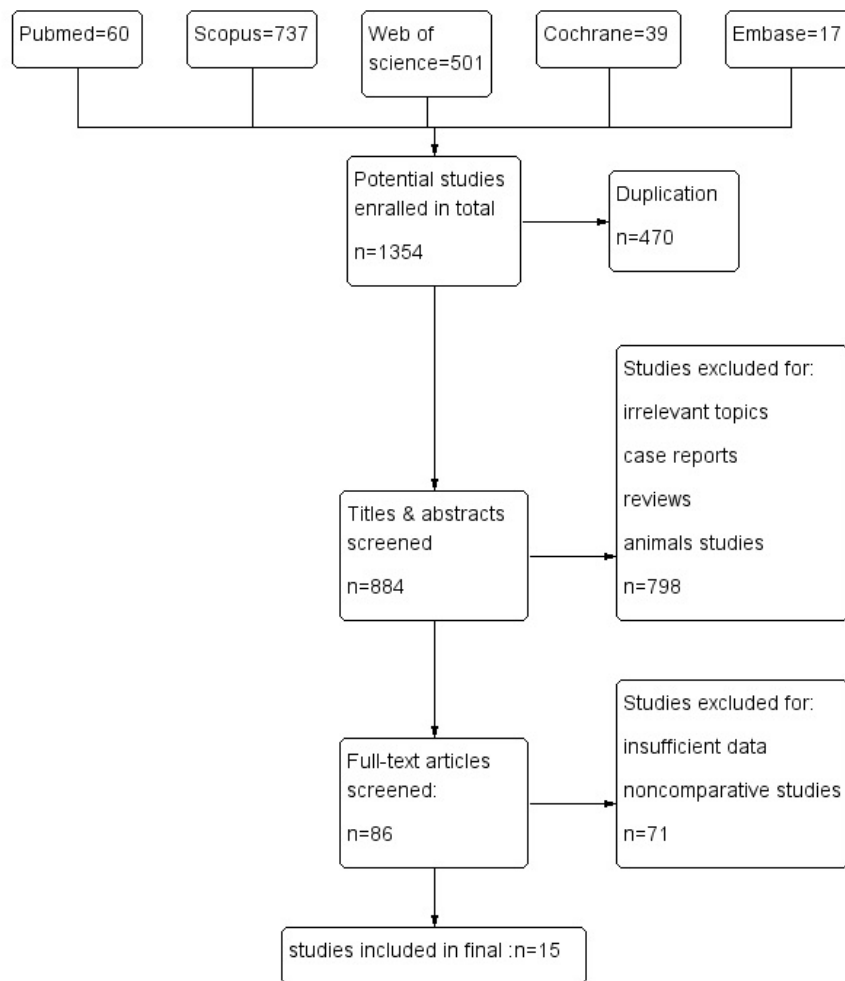 Pubmed=60
Scopus=737
Web of
science=501
Cochrane=39
Embase=17
Potential studies
enralled in total
n=1354
Duplication
n=470
Studies excluded for:
irrelevant topics
case reports
reviews
animals studies
n=798
Titles & abstracts
screened
n=884
Studies excluded for:
insufficient data
noncomparative studies
n=71
Full-text articles
screened:
n=86
studies included in final :n=15